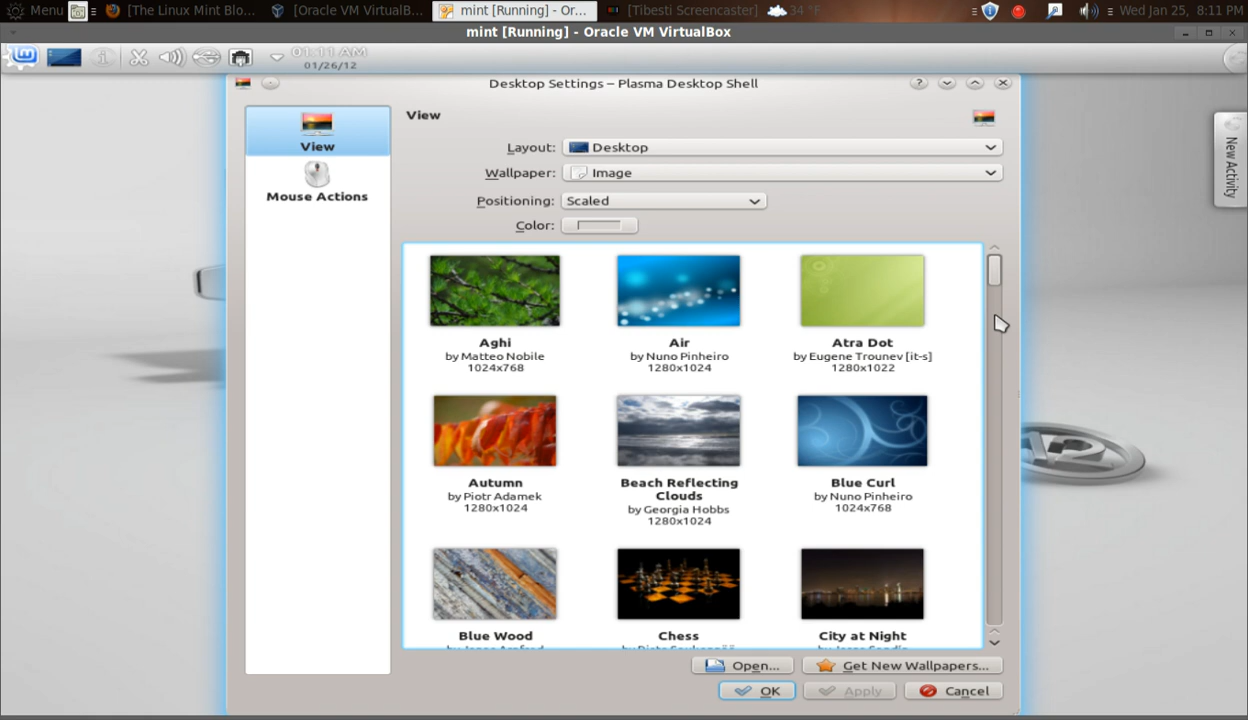 Menu [The Linux Mint Blo... [Oracle VM VirtualB... mint [Running] - Or... [Tibesti Screencaster] 34 °F Wed Jan 25, 8:11 PM
mint [Running] - Oracle VM VirtualBox
01:11 AM
01/26/12
Desktop Settings – Plasma Desktop Shell
View
Mouse Actions
View
Layout: Desktop
Wallpaper: Image
Positioning: Scaled
Color:
Aghi
by Matteo Nobile
1024x768
Air
by Nuno Pinheiro
1280x1024
Atra Dot
by Eugene Trounev [it-s]
1280x1022
Autumn
by Piotr Adamek
1280x1024
Beach Reflecting
Clouds
by Georgia Hobbs
1280x1024
Blue Curl
by Nuno Pinheiro
1024x768
Blue Wood
Chess
City at Night
Open...
Get New Wallpapers...
OK
Apply
Cancel
New Activity
12